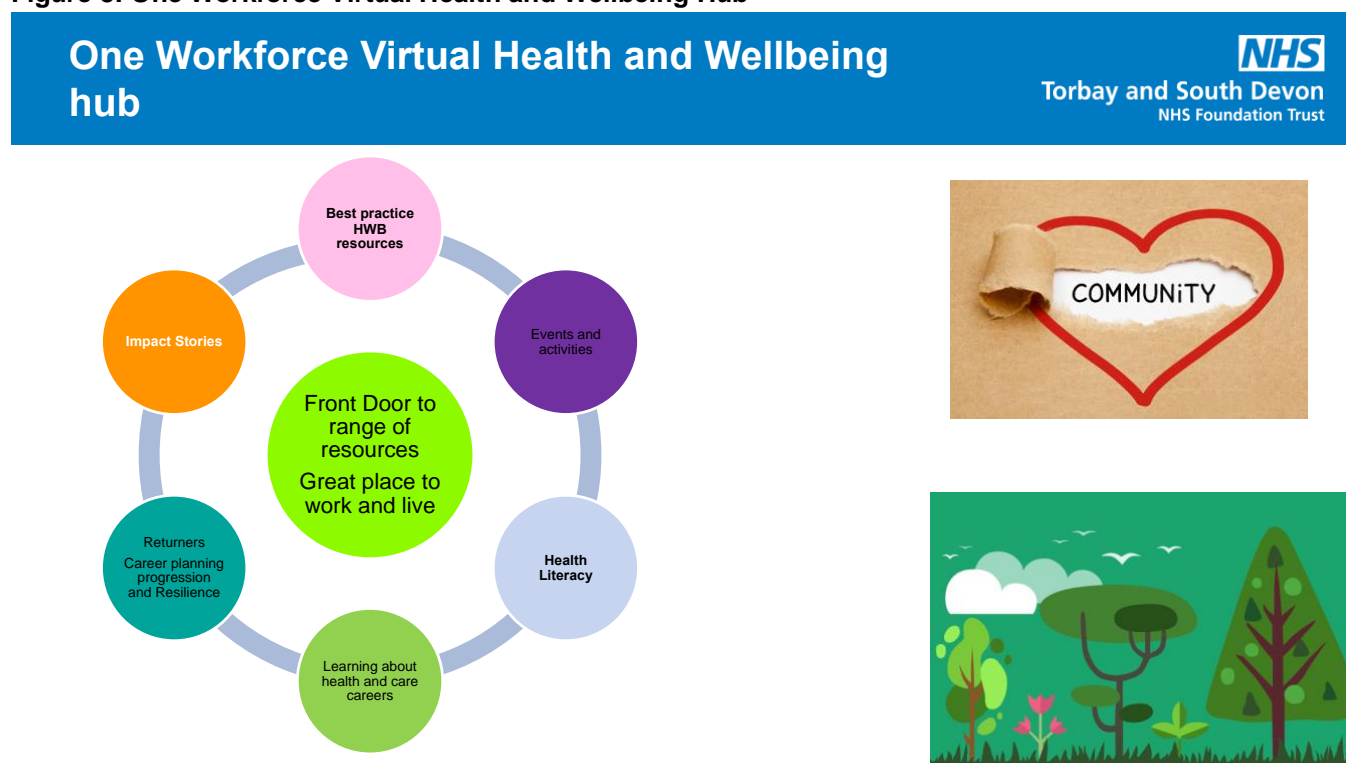 One Workforce Virtual Health and Wellbeing
hub
NHS
Torbay and South Devon
NHS Foundation Trust
Best practice
HWB
resources
Events and
activities
Health
Literacy
Learning about
health and care
careers
Returners
Career planning
progression
and Resilience
Impact Stories
Front Door to
range of
resources
Great place to
work and live
COMMUNiTY